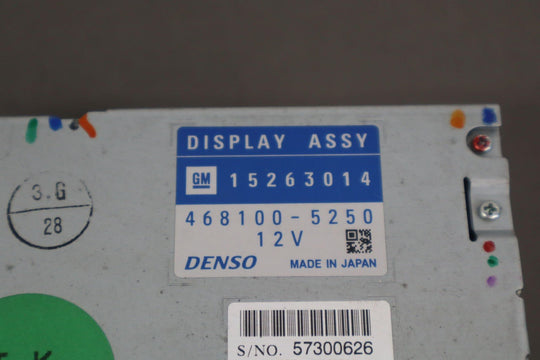 DISPLAY ASSY
GM 15263014
468100-5250
12V
DENSO MADE IN JAPAN
3.G
28
S/NO. 57300626